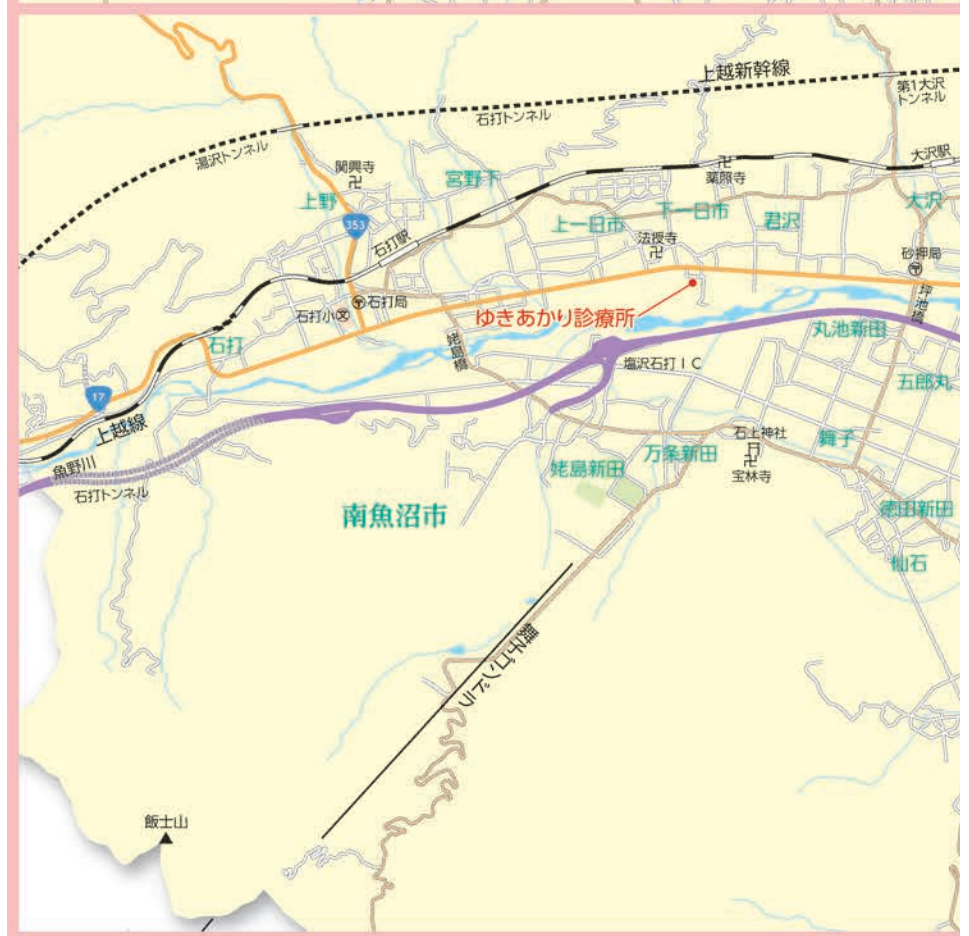 上越新幹線
第1大沢
トンネル
石打トンネル
湯沢トンネル
関興寺
宮野下
大沢駅
薬照寺
上野
大沢
353
上一日市
下一日市
君沢
石打駅
法授寺
砂押局
石打局
坪池橋
石打小
ゆきあかり診療所
丸池新田
石打
姥島橋
塩沢石打IC
五郎丸
17
上越線
石上神社
舞子
万条新田
魚野川
姥島新田
宝林寺
石打トンネル
南魚沼市
徳田新田
仙石
舞子ゴンドラ
飯士山